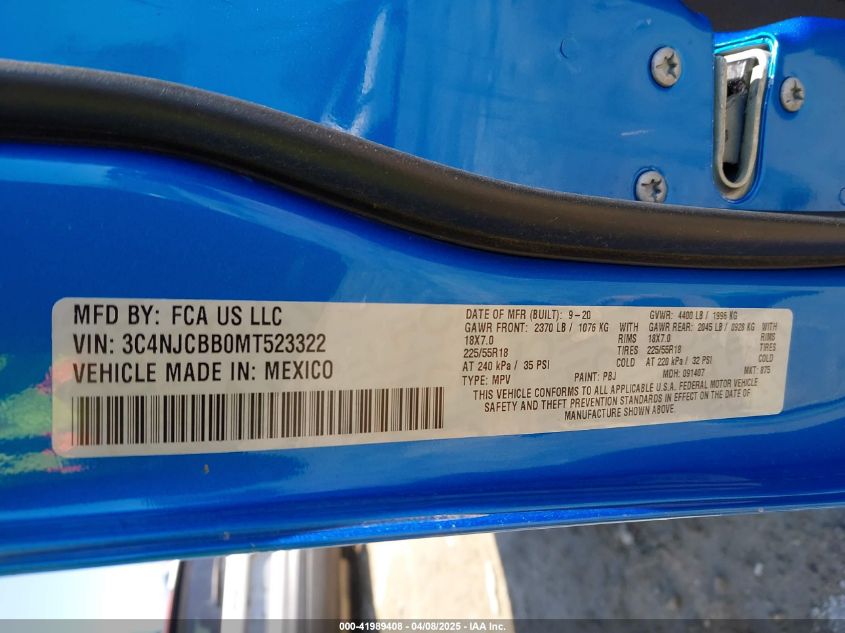 MFD BY: FCA US LLC
VIN: 3C4NJCBB0MT523322
VEHICLE MADE IN: MEXICO
DATE OF MFR (BUILT): 9-20 GVWR: 4400 LB / 1996 KG
GAWR FRONT: 2370 LB / 1076 KG WITH GAWR REAR: 2045 LB / 0928 KG WITH
18X7.0 RIMS 18X7.0 RIMS
225/55R18 TIRES 225/55R18 TIRES
AT 240 kPa / 35 PSI COLD AT 220 kPa / 32 PSI COLD
TYPE: MPV PAINT: PBJ MDH: 091407 MKT: 875
THIS VEHICLE CONFORMS TO ALL APPLICABLE U.S.A. FEDERAL MOTOR VEHICLE
SAFETY AND THEFT PREVENTION STANDARDS IN EFFECT ON THE DATE OF
MANUFACTURE SHOWN ABOVE.
000-41989408 - 04/08/2025 - IAA Inc.